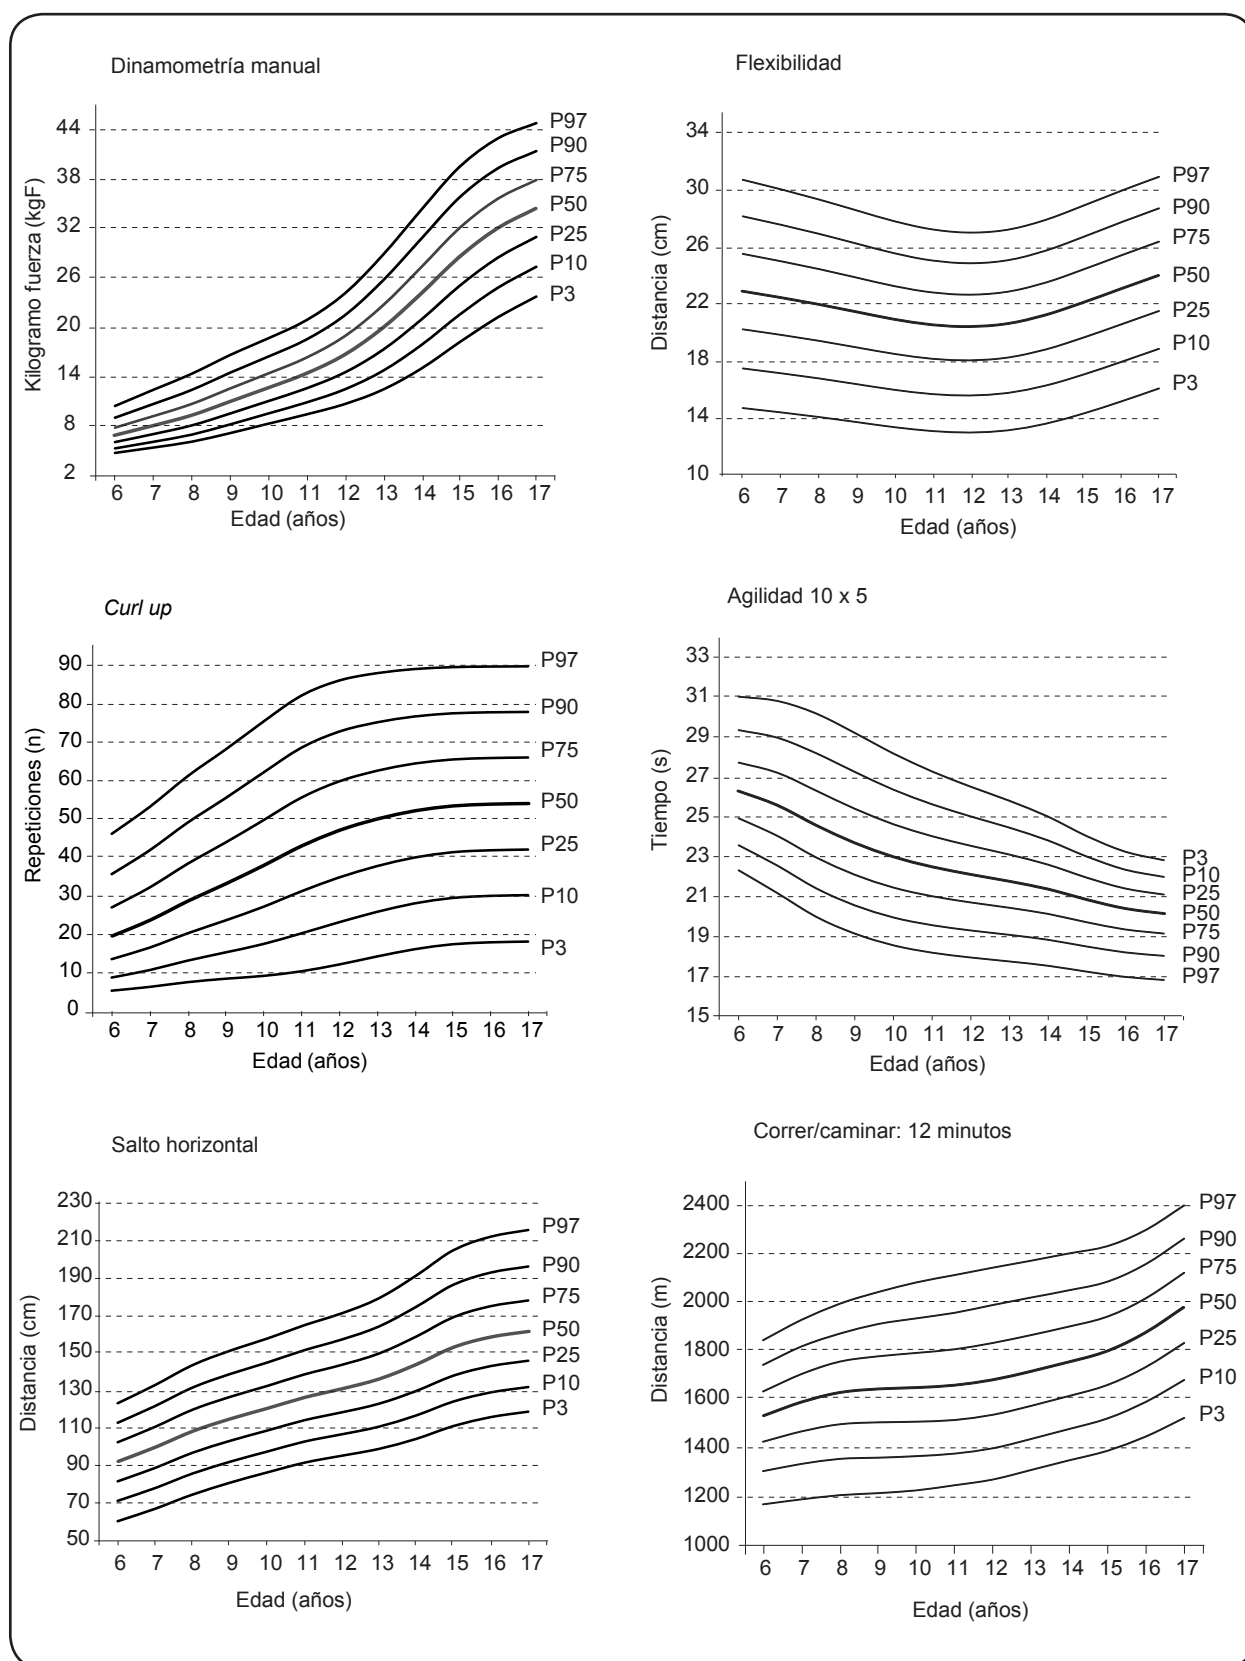 Dinamometría manual
Kilogramo fuerza (kgF)
44
38
32
26
20
14
8
2
P97
P90
P75
P50
P25
P10
P3
6 7 8 9 10 11 12 13 14 15 16 17
Edad (años)
Flexibilidad
Distancia (cm)
34
30
26
22
18
14
10
P97
P90
P75
P50
P25
P10
P3
6 7 8 9 10 11 12 13 14 15 16 17
Edad (años)
Curl up
Repeticiones (n)
90
80
70
60
50
40
30
20
10
0
P97
P90
P75
P50
P25
P10
P3
6 7 8 9 10 11 12 13 14 15 16 17
Edad (años)
Agilidad 10 x 5
Tiempo (s)
33
31
29
27
25
23
21
19
17
15
P3
P10
P25
P50
P75
P90
P97
6 7 8 9 10 11 12 13 14 15 16 17
Edad (años)
Salto horizontal
Distancia (cm)
230
210
190
170
150
130
110
90
70
50
P97
P90
P75
P50
P25
P10
P3
6 7 8 9 10 11 12 13 14 15 16 17
Edad (años)
Correr/caminar: 12 minutos
Distancia (m)
2400
2200
2000
1800
1600
1400
1200
1000
P97
P90
P75
P50
P25
P10
P3
6 7 8 9 10 11 12 13 14 15 16 17
Edad (años)